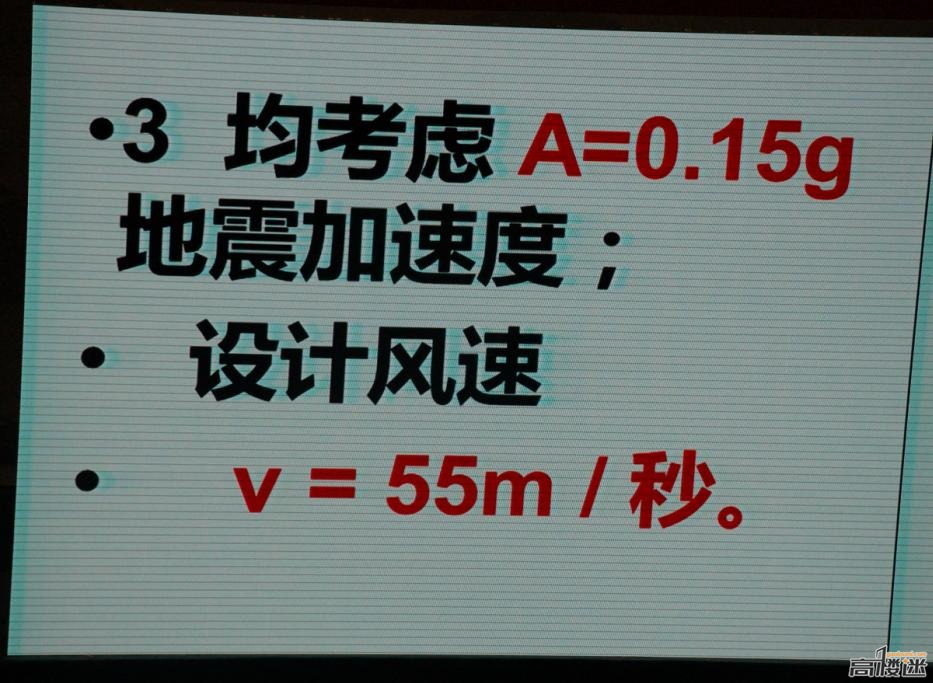 •3 均考虑 A=0.15g
地震加速度；
• 设计风速
• v = 55m / 秒。
高楼迷